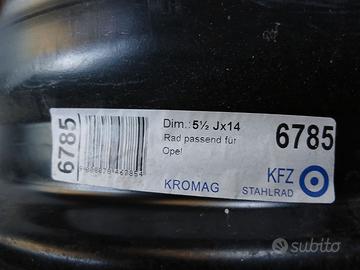 6785
Dim.: 5½ Jx14
Rad passend für
Opel
6785
KROMAG
KFZ
STAHLRAD
subito